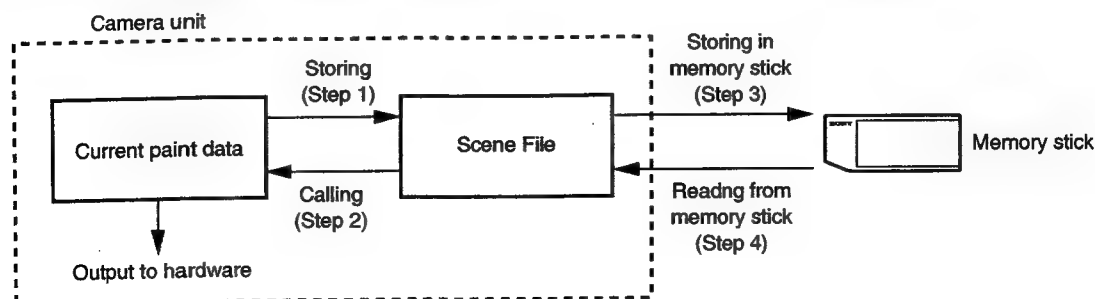 Camera unit
Storing
(Step 1)
Storing in
memory stick
(Step 3)
Current paint data
Scene File
SONY
Memory stick
Calling
(Step 2)
Readng from
memory stick
(Step 4)
Output to hardware